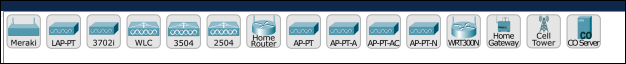 Meraki
LAP-PT
3702i
WLC
3504
2504
Home
Router
AP-PT
AP-PT-A
AP-PT-AC
AP-PT-N
WRT300N
Home
Gateway
Cell
Tower
CO
CO Server